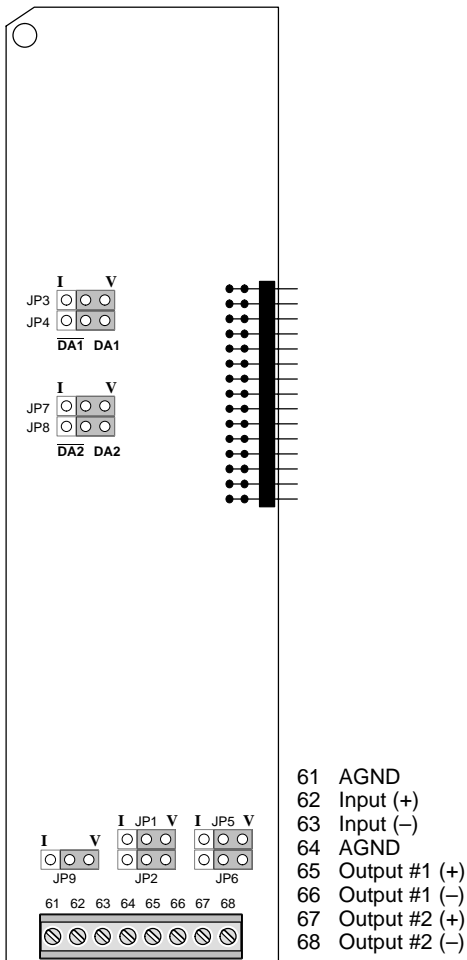 I V
JP3
JP4
DA1 DA1
I V
JP7
JP8
DA2 DA2
61 AGND
62 Input (+)
63 Input (–)
64 AGND
65 Output #1 (+)
66 Output #1 (–)
67 Output #2 (+)
68 Output #2 (–)
I JP1 V I JP5 V
I V
JP9 JP2 JP6
61 62 63 64 65 66 67 68